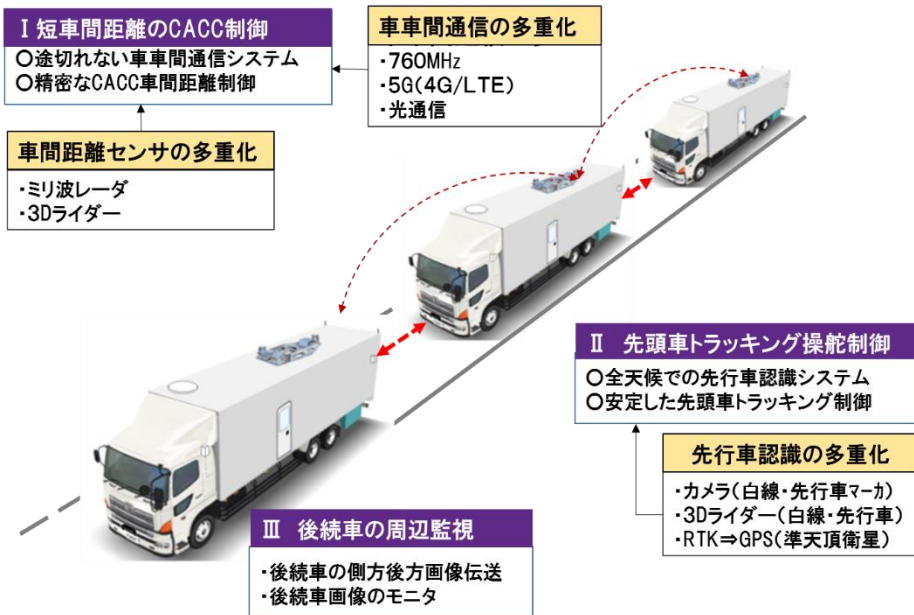 Ⅰ短車間距離のCACC制御
〇途切れない車車間通信システム
〇精密なCACC車間距離制御
車車間通信の多重化
・760MHz
・5G(4G/LTE)
・光通信
車間距離センサの多重化
・ミリ波レーダ
・3Dライダー
Ⅱ 先頭車トラッキング操舵制御
〇全天候での先行車認識システム
〇安定した先頭車トラッキング制御
先行車認識の多重化
・カメラ(白線・先行車マーカ)
・3Dライダー(白線・先行車)
・RTK⇒GPS(準天頂衛星)
Ⅲ 後続車の周辺監視
・後続車の側方後方画像伝送
・後続車画像のモニタ